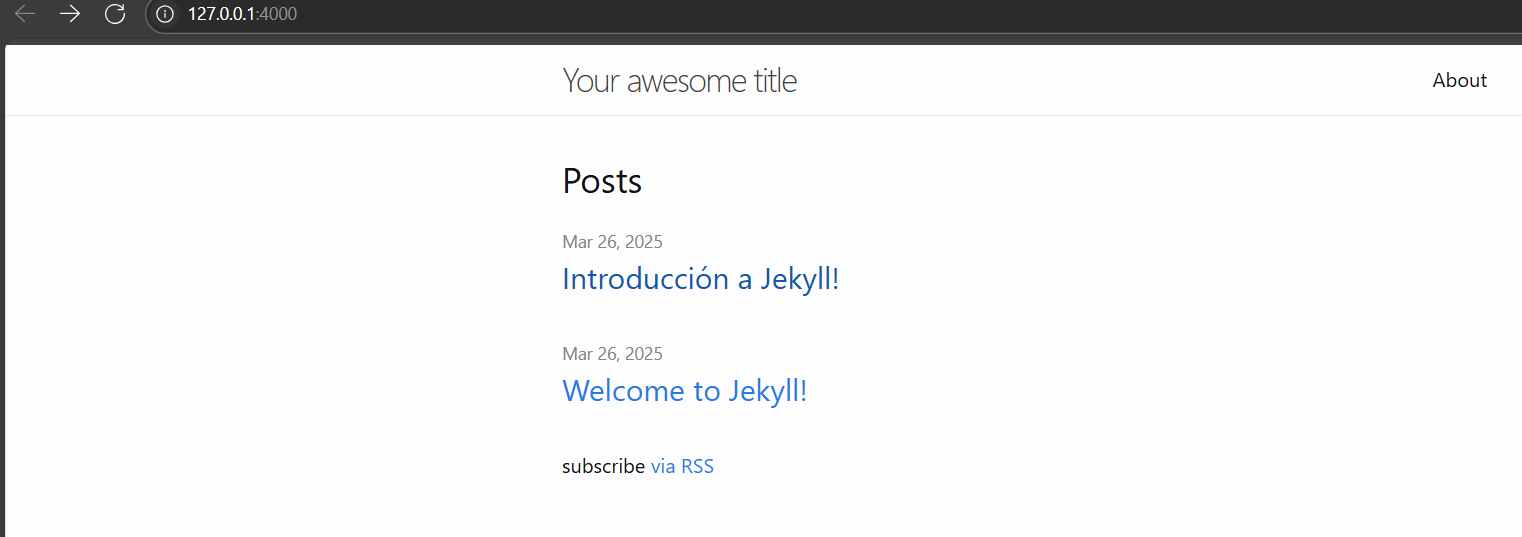 127.0.0.1:4000
Your awesome title
About
Posts
Mar 26, 2025
Introducción a Jekyll!
Mar 26, 2025
Welcome to Jekyll!
subscribe via RSS